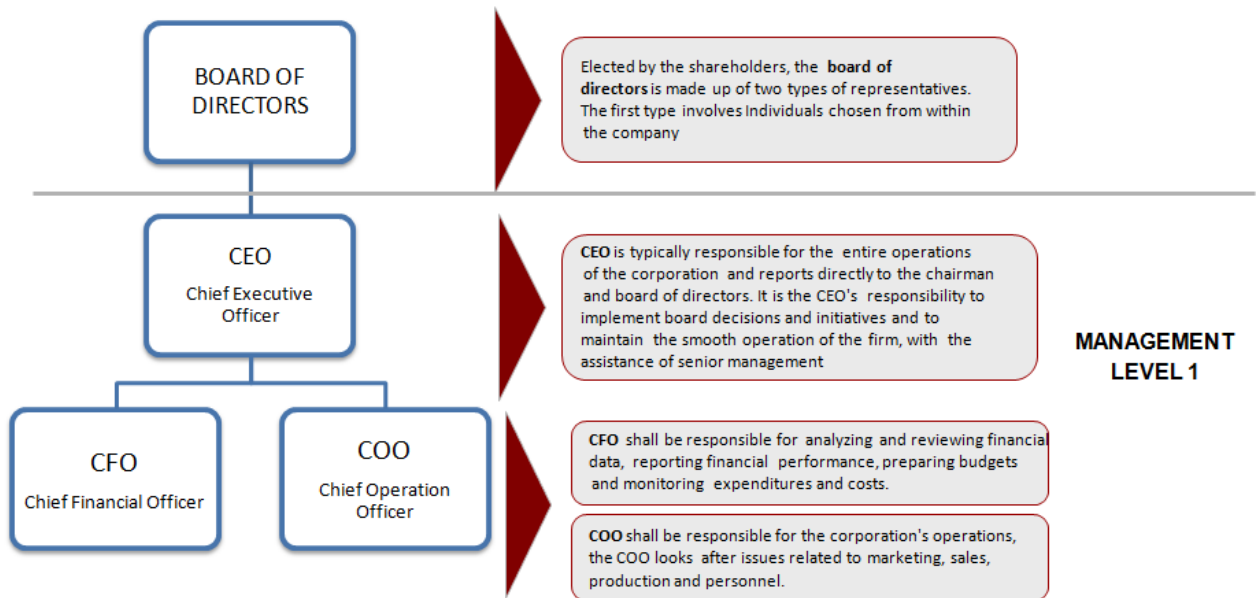 BOARD OF
DIRECTORS
Elected by the shareholders, the board of
directors is made up of two types of representatives.
The first type involves Individuals chosen from within
the company
CEO
Chief Executive
Officer
CEO is typically responsible for the entire operations
of the corporation and reports directly to the chairman
and board of directors. It is the CEO's responsibility to
implement board decisions and initiatives and to
maintain the smooth operation of the firm, with the
assistance of senior management
MANAGEMENT
LEVEL 1
CFO
Chief Financial Officer
COO
Chief Operation
Officer
CFO shall be responsible for analyzing and reviewing financial
data, reporting financial performance, preparing budgets
and monitoring expenditures and costs.
COO shall be responsible for the corporation's operations,
the COO looks after issues related to marketing, sales,
production and personnel.